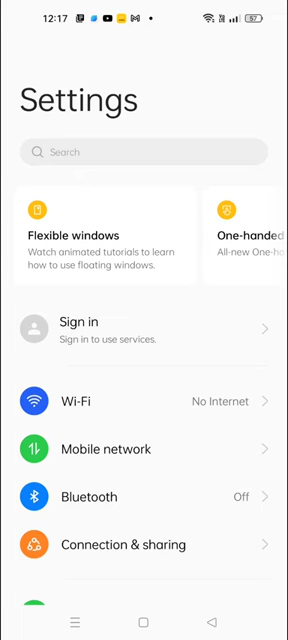 12:17
57
Settings
Search
Flexible windows
Watch animated tutorials to learn
how to use floating windows.
One-handed
All-new One-ha
Sign in
Sign in to use services.
Wi-Fi
No Internet
Mobile network
Bluetooth
Off
Connection & sharing